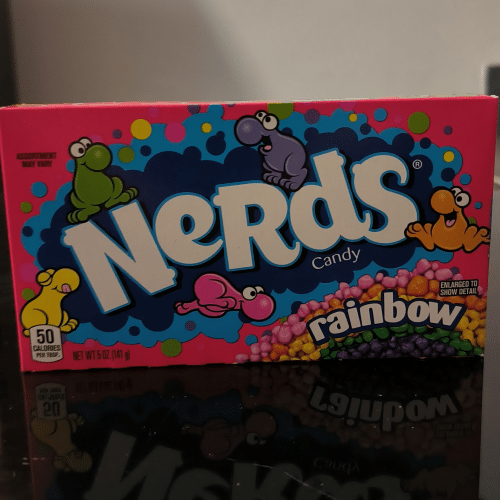 ASSORTMENT
MAY VARY
NeRdS®
Candy
ENLARGED TO
SHOW DETAIL
rainbow
50
CALORIES
PER TBSP.
NET WT 5 OZ (141 g)